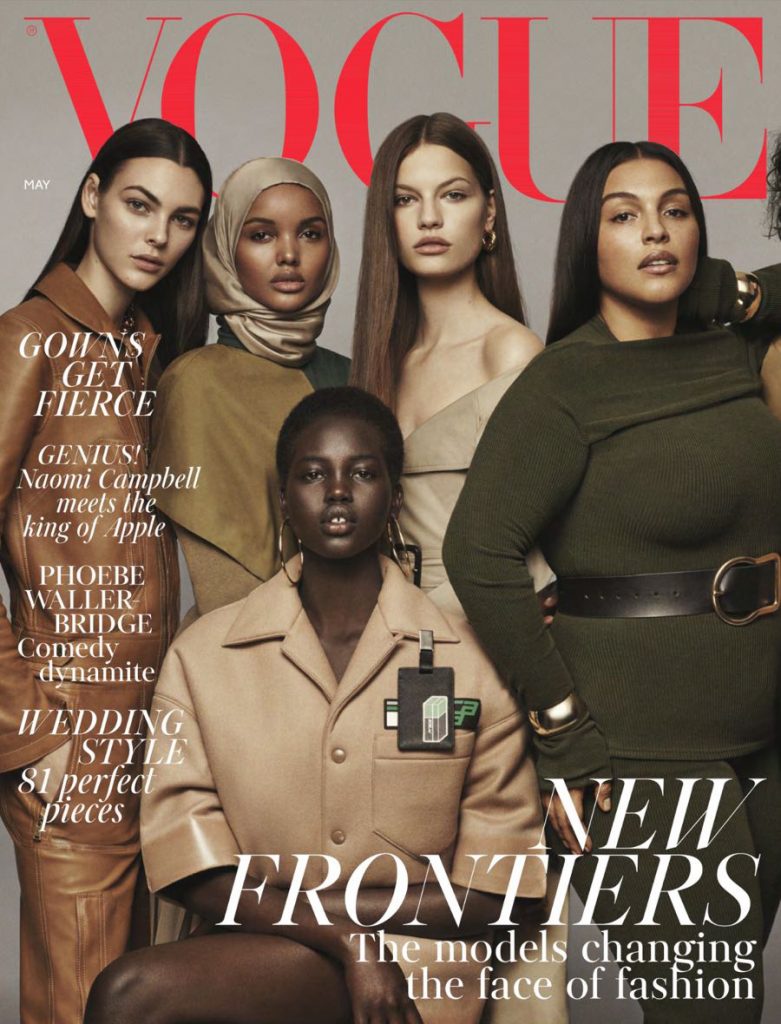 VOGUE
MAY
GOWNS
GET
FIERCE
GENIUS!
Naomi Campbell
meets the
king of Apple
PHOEBE
WALLER-
BRIDGE
Comedy
dynamite
WEDDING
STYLE
81 perfect
pieces
NEW
FRONTIERS
The models changing
the face of fashion